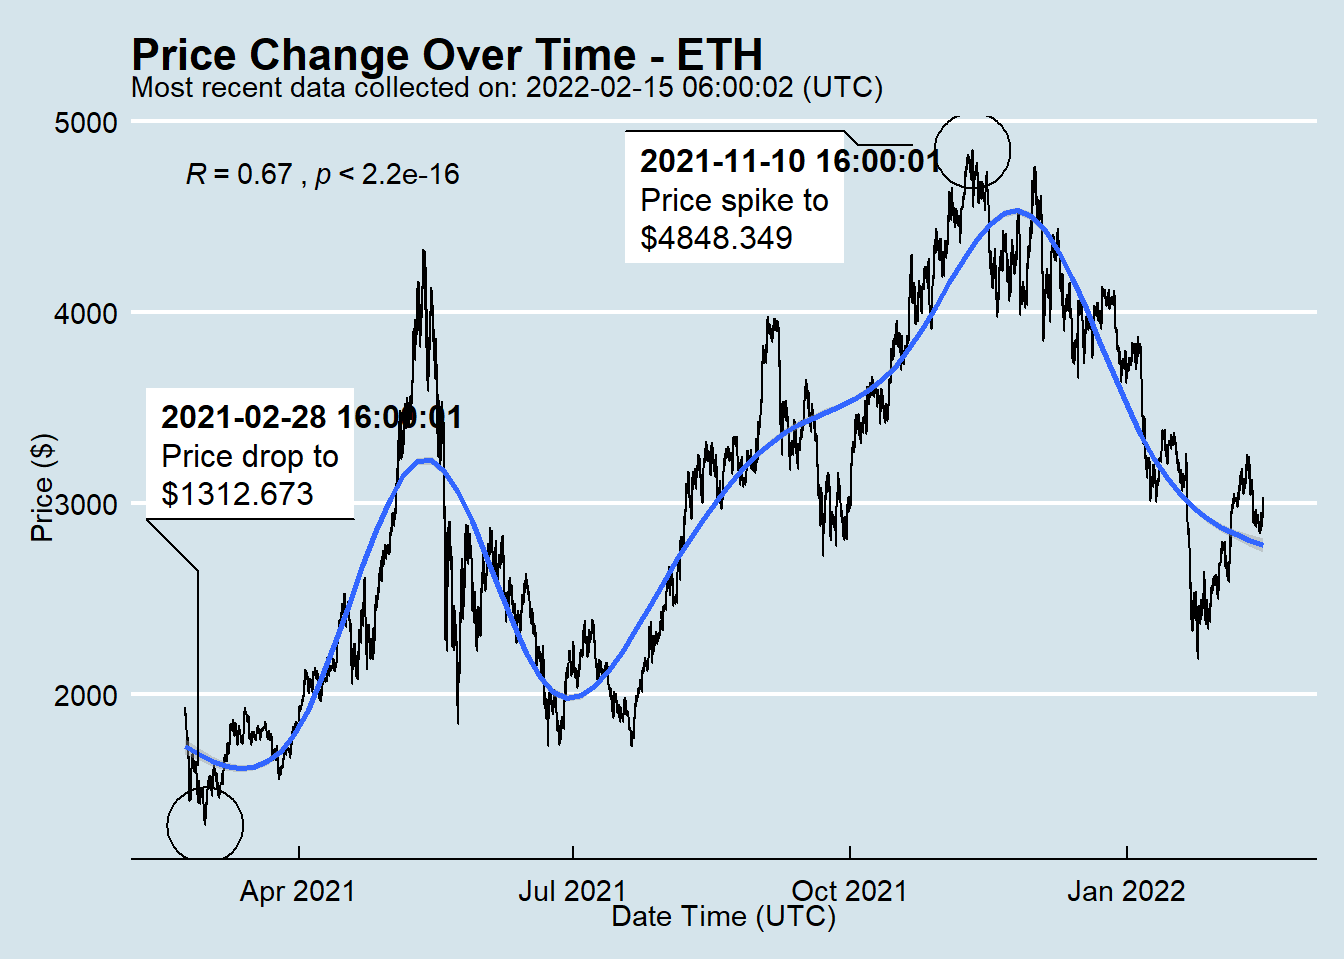 Price Change Over Time - ETH
Most recent data collected on: 2022-02-15 06:00:02 (UTC)
5000
4000
3000
2000
Price ($)
R = 0.67 , p < 2.2e-16
2021-11-10 16:00:01
Price spike to
$4848.349
2021-02-28 16:00:01
Price drop to
$1312.673
Apr 2021
Jul 2021
Oct 2021
Jan 2022
Date Time (UTC)